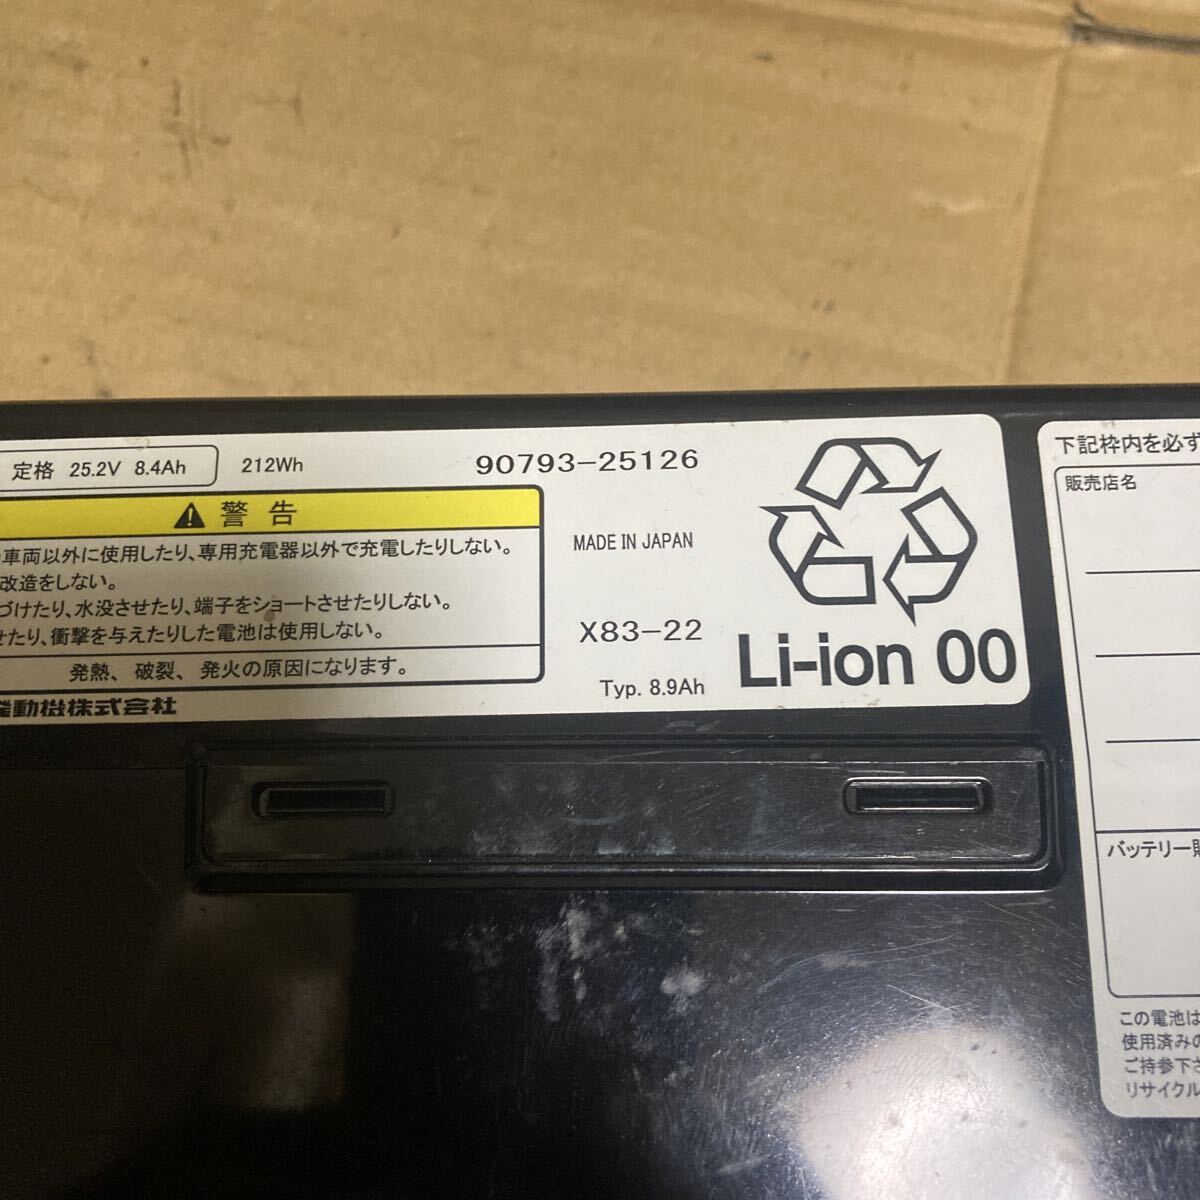 定格 25.2V 8.4Ah
212Wh
90793-25126
警告
車両以外に使用したり、専用充電器以外で充電したりしない。
改造をしない。
づけたり、水没させたり、端子をショートさせたりしない。
せたり、衝撃を与えたりした電池は使用しない。
発熱、破裂、発火の原因になります。
発動機株式会社
MADE IN JAPAN
X83-22
Typ. 8.9Ah
Li-ion 00
下記枠内を必ず
販売店名
バッテリー販
この電池は
使用済みの
ご持参下さ
リサイクル